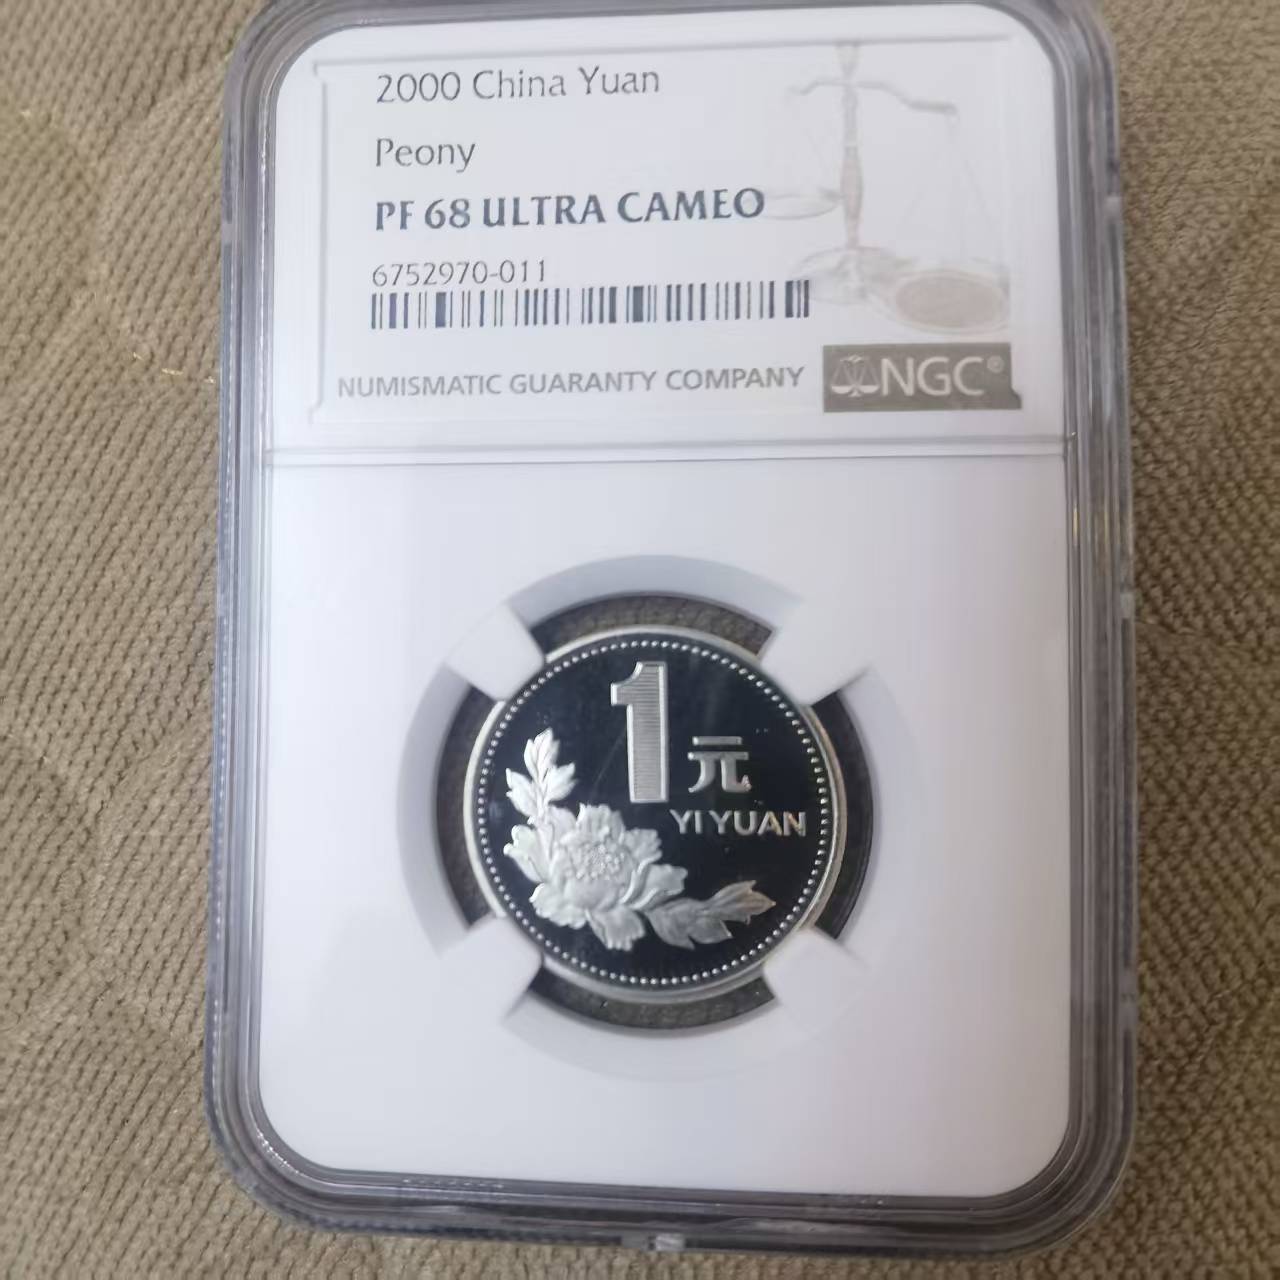 2000 China Yuan
Peony
PF 68 ULTRA CAMEO
6752970-011
NUMISMATIC GUARANTY COMPANY
NGC®
1
元
YI YUAN